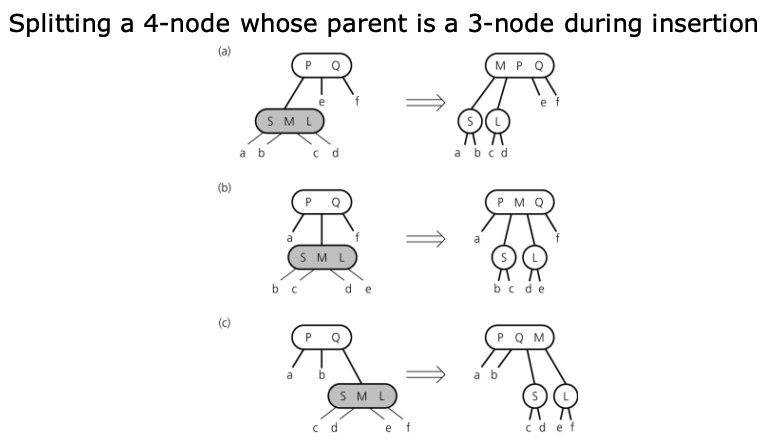 Splitting a 4-node whose parent is a 3-node during insertion
(a)
P Q
M P Q
e f
e f
S M L
S L
a b c d
a b c d
(b)
P Q
P M Q
a f
a f
S M L
S L
b c d e
b c d e
(c)
P Q
P Q M
a b
a b
S M L
S L
c d e f
c d e f